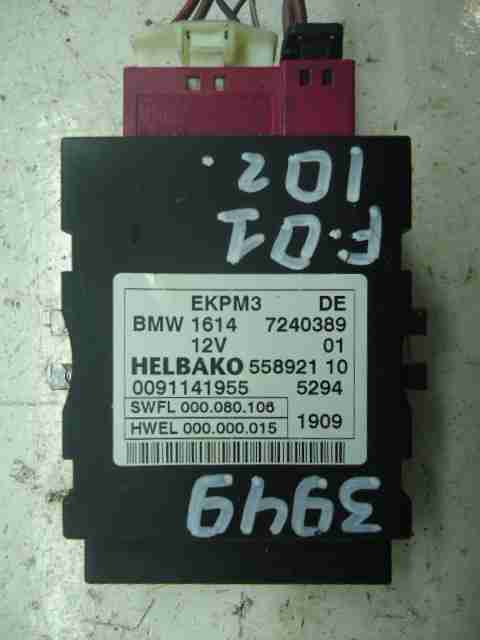 102.
F.01
EKPM3 DE
BMW 1614 7240389
12V 01
HELBAKO 558921 10
0091141955 5294
SWFL 000.080.106
HWEL 000.000.015 1909
3949